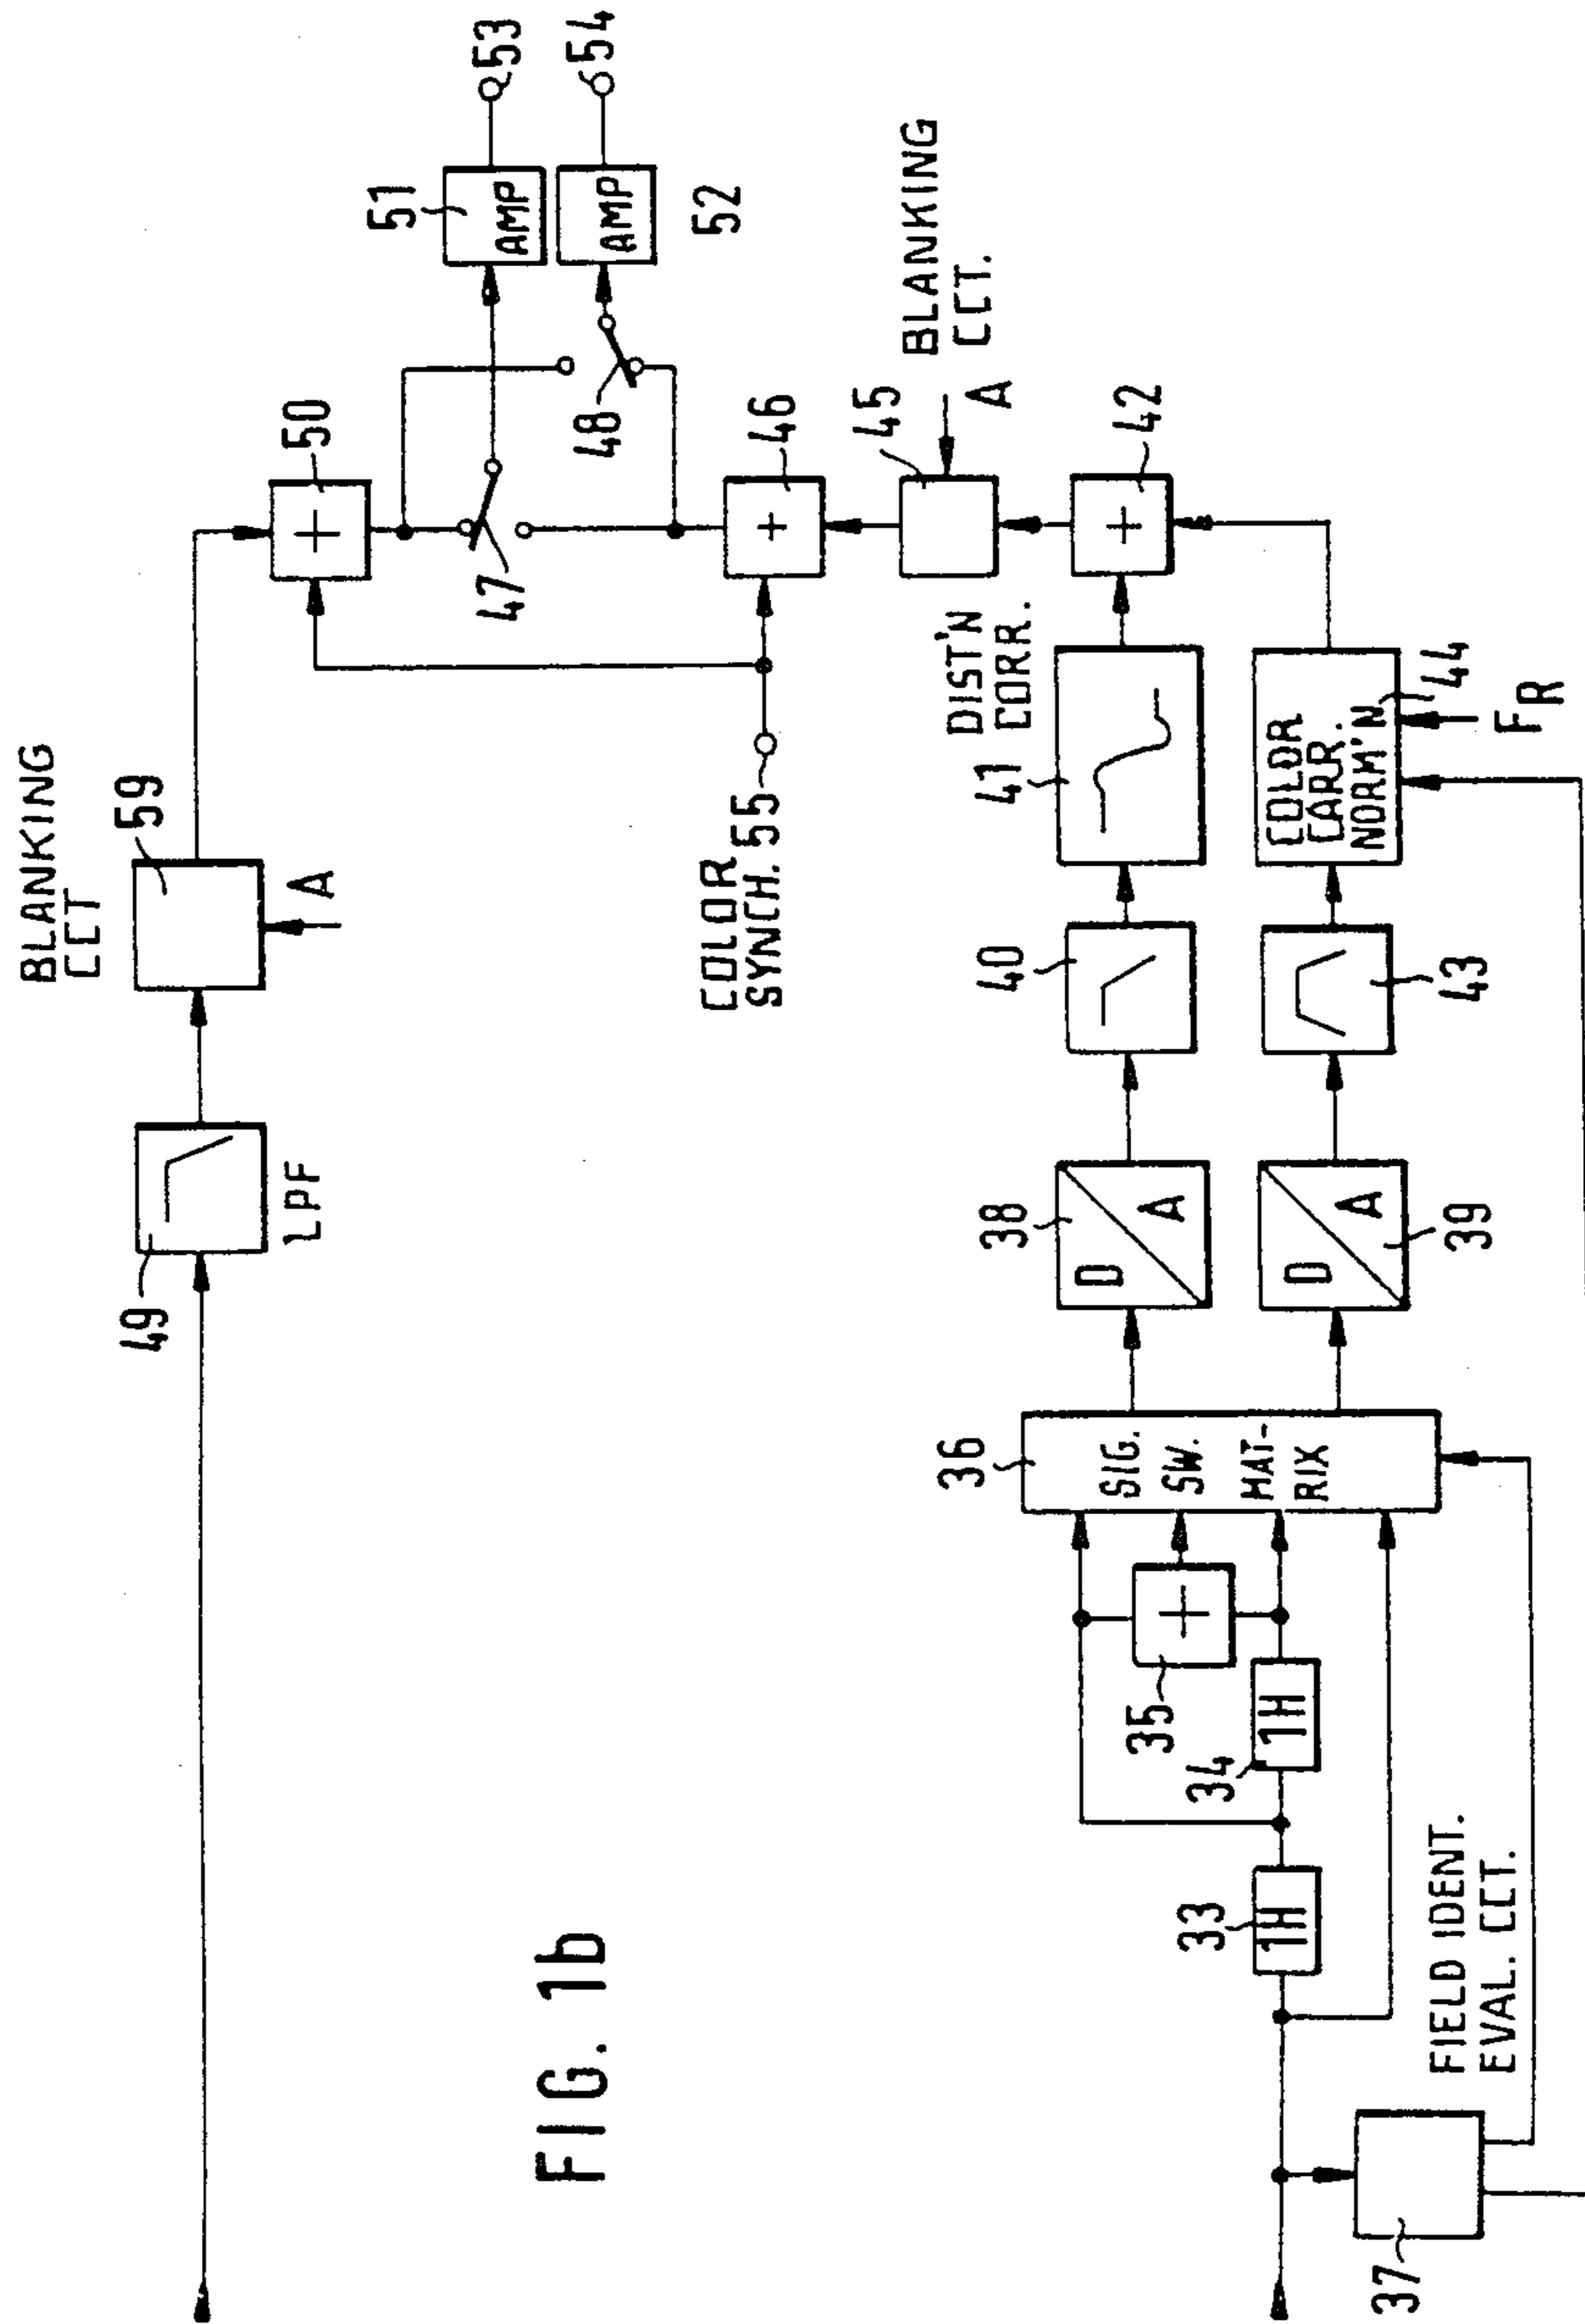 FIG. 1b
49
LPF
BLANKING
CCT
59
A
50
+
47
48
51
AMP
53
AMP
52
54
COLOR
SYNCH. 55
46
+
45
BLANKING
CCT.
A
42
+
DIST'N
CORR.
41
40
38
D
A
36
SIG.
SW.
MAT-
RIX
35
+
34
1H
33
1H
39
D
A
43
COLOR
CARR.
NORM'N
44
FR
FIELD IDENT.
EVAL. CCT.
37